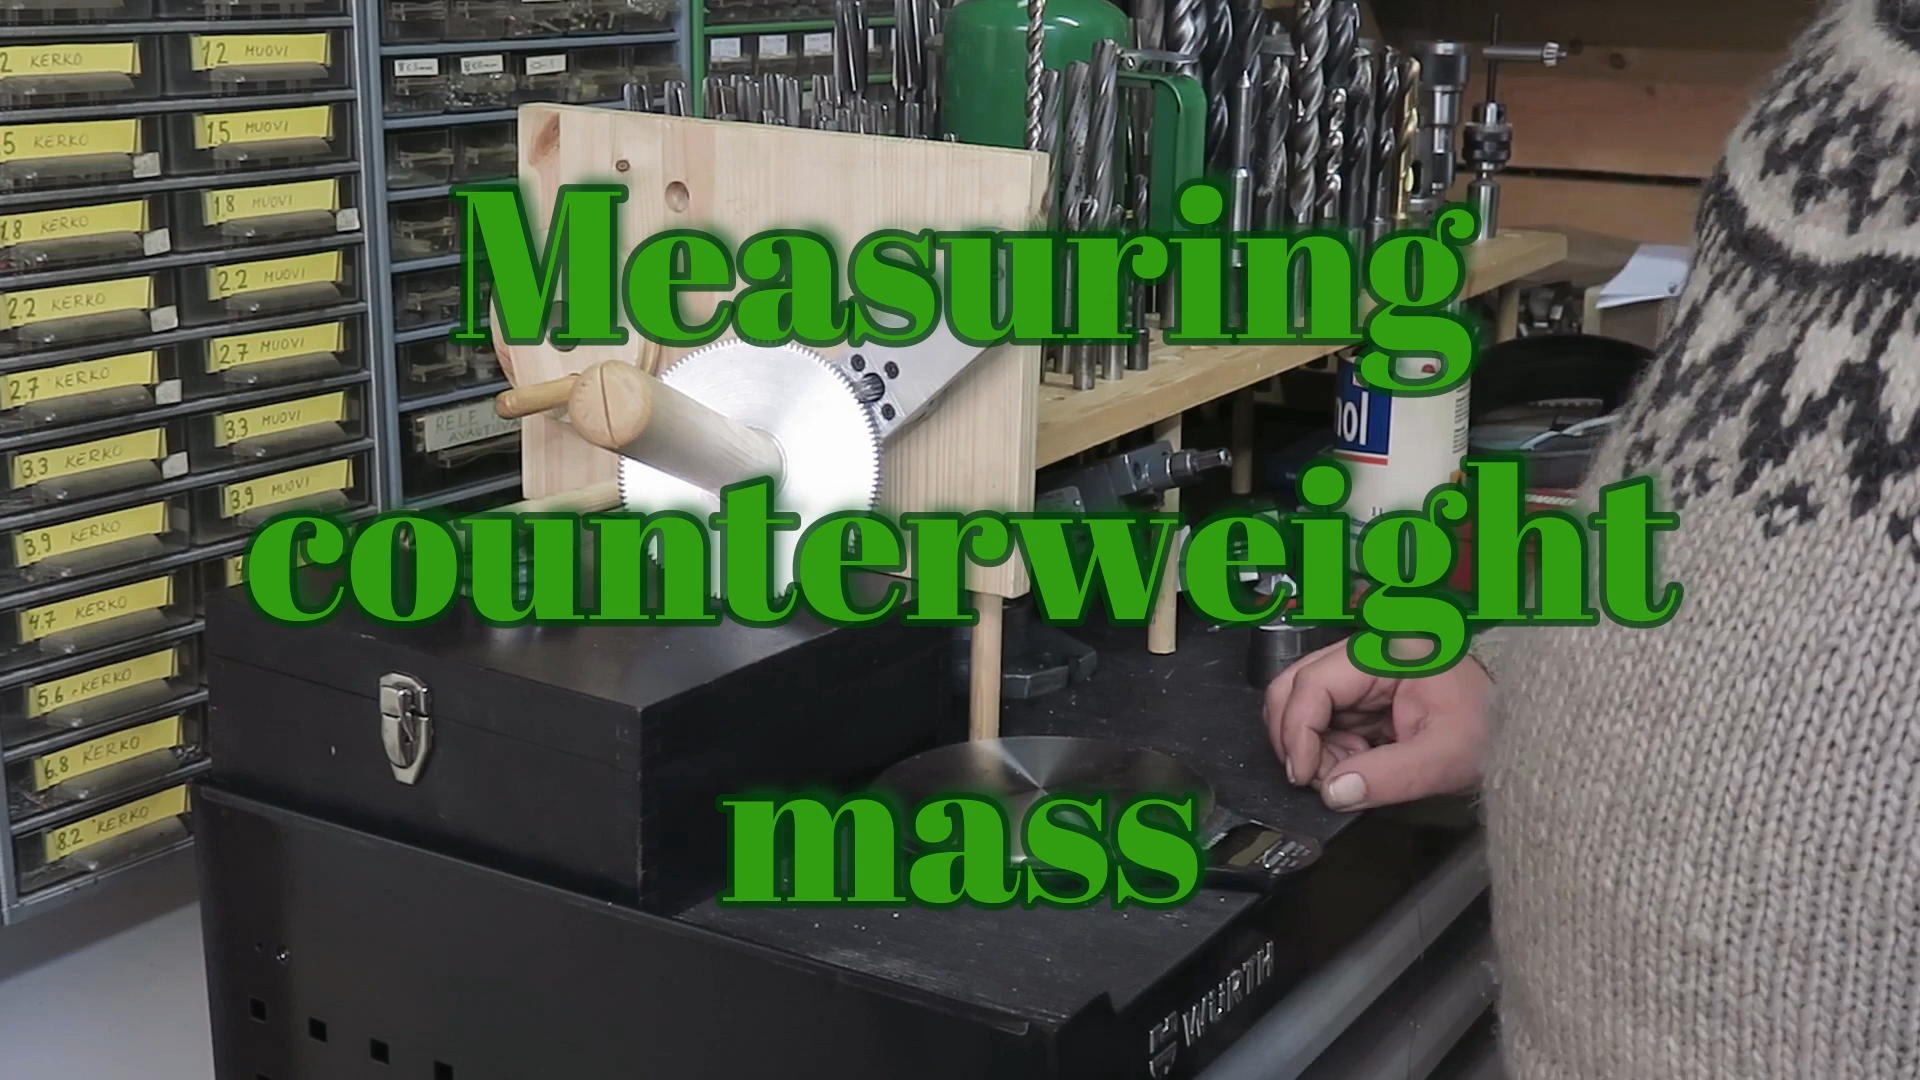 Measuring
counterweight
mass
2 KERKO
1.2 MUOVI
5 KERKO
1.5 MUOVI
1.8 KERKO
1.8 MUOVI
2.2 KERKO
2.2 MUOVI
2.7 KERKO
2.7 MUOVI
3.3 KERKO
3.3 MUOVI
3.9 KERKO
3.9 MUOVI
4.7 KERKO
5.6 KERKO
6.8 KERKO
8.2 KERKO
RELE
nol
WÜRTH